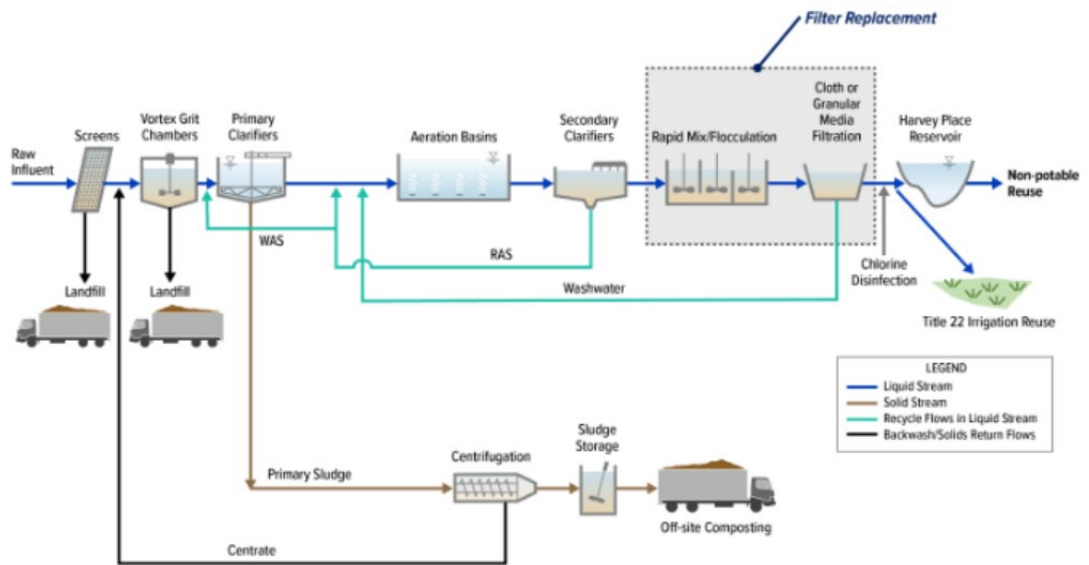 Filter Replacement
Cloth or
Granular
Media
Filtration
Vortex Grit
Chambers
Primary
Clarifiers
Secondary
Clarifiers
Harvey Place
Reservoir
Screens
Aeration Basins
Rapid Mix/Flocculation
Raw
Influent
Non-potable
Reuse
WAS
RAS
Chlorine
Disinfection
Landfill
Landfill
Washwater
Title 22 Irrigation Reuse
LEGEND
Liquid Stream
Solid Stream
Recycle Flows in Liquid Stream
Backwash/Solids Return Flows
Sludge
Storage
Centrifugation
Primary Sludge
Off-site Composting
Centrate